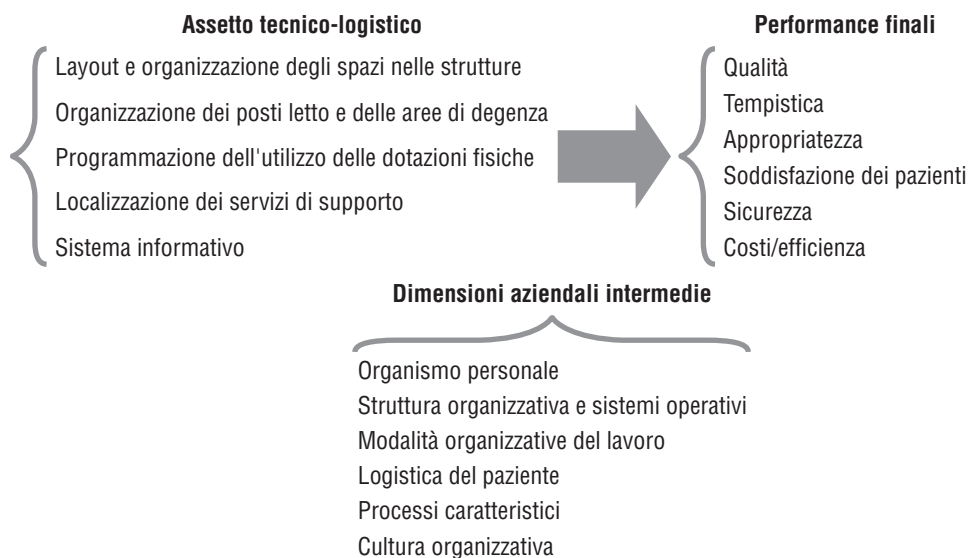 Assetto tecnico-logistico
Layout e organizzazione degli spazi nelle strutture
Organizzazione dei posti letto e delle aree di degenza
Programmazione dell'utilizzo delle dotazioni fisiche
Localizzazione dei servizi di supporto
Sistema informativo
Performance finali
Qualità
Tempistica
Appropriatezza
Soddisfazione dei pazienti
Sicurezza
Costi/efficienza
Dimensioni aziendali intermedie
Organismo personale
Struttura organizzativa e sistemi operativi
Modalità organizzative del lavoro
Logistica del paziente
Processi caratteristici
Cultura organizzativa